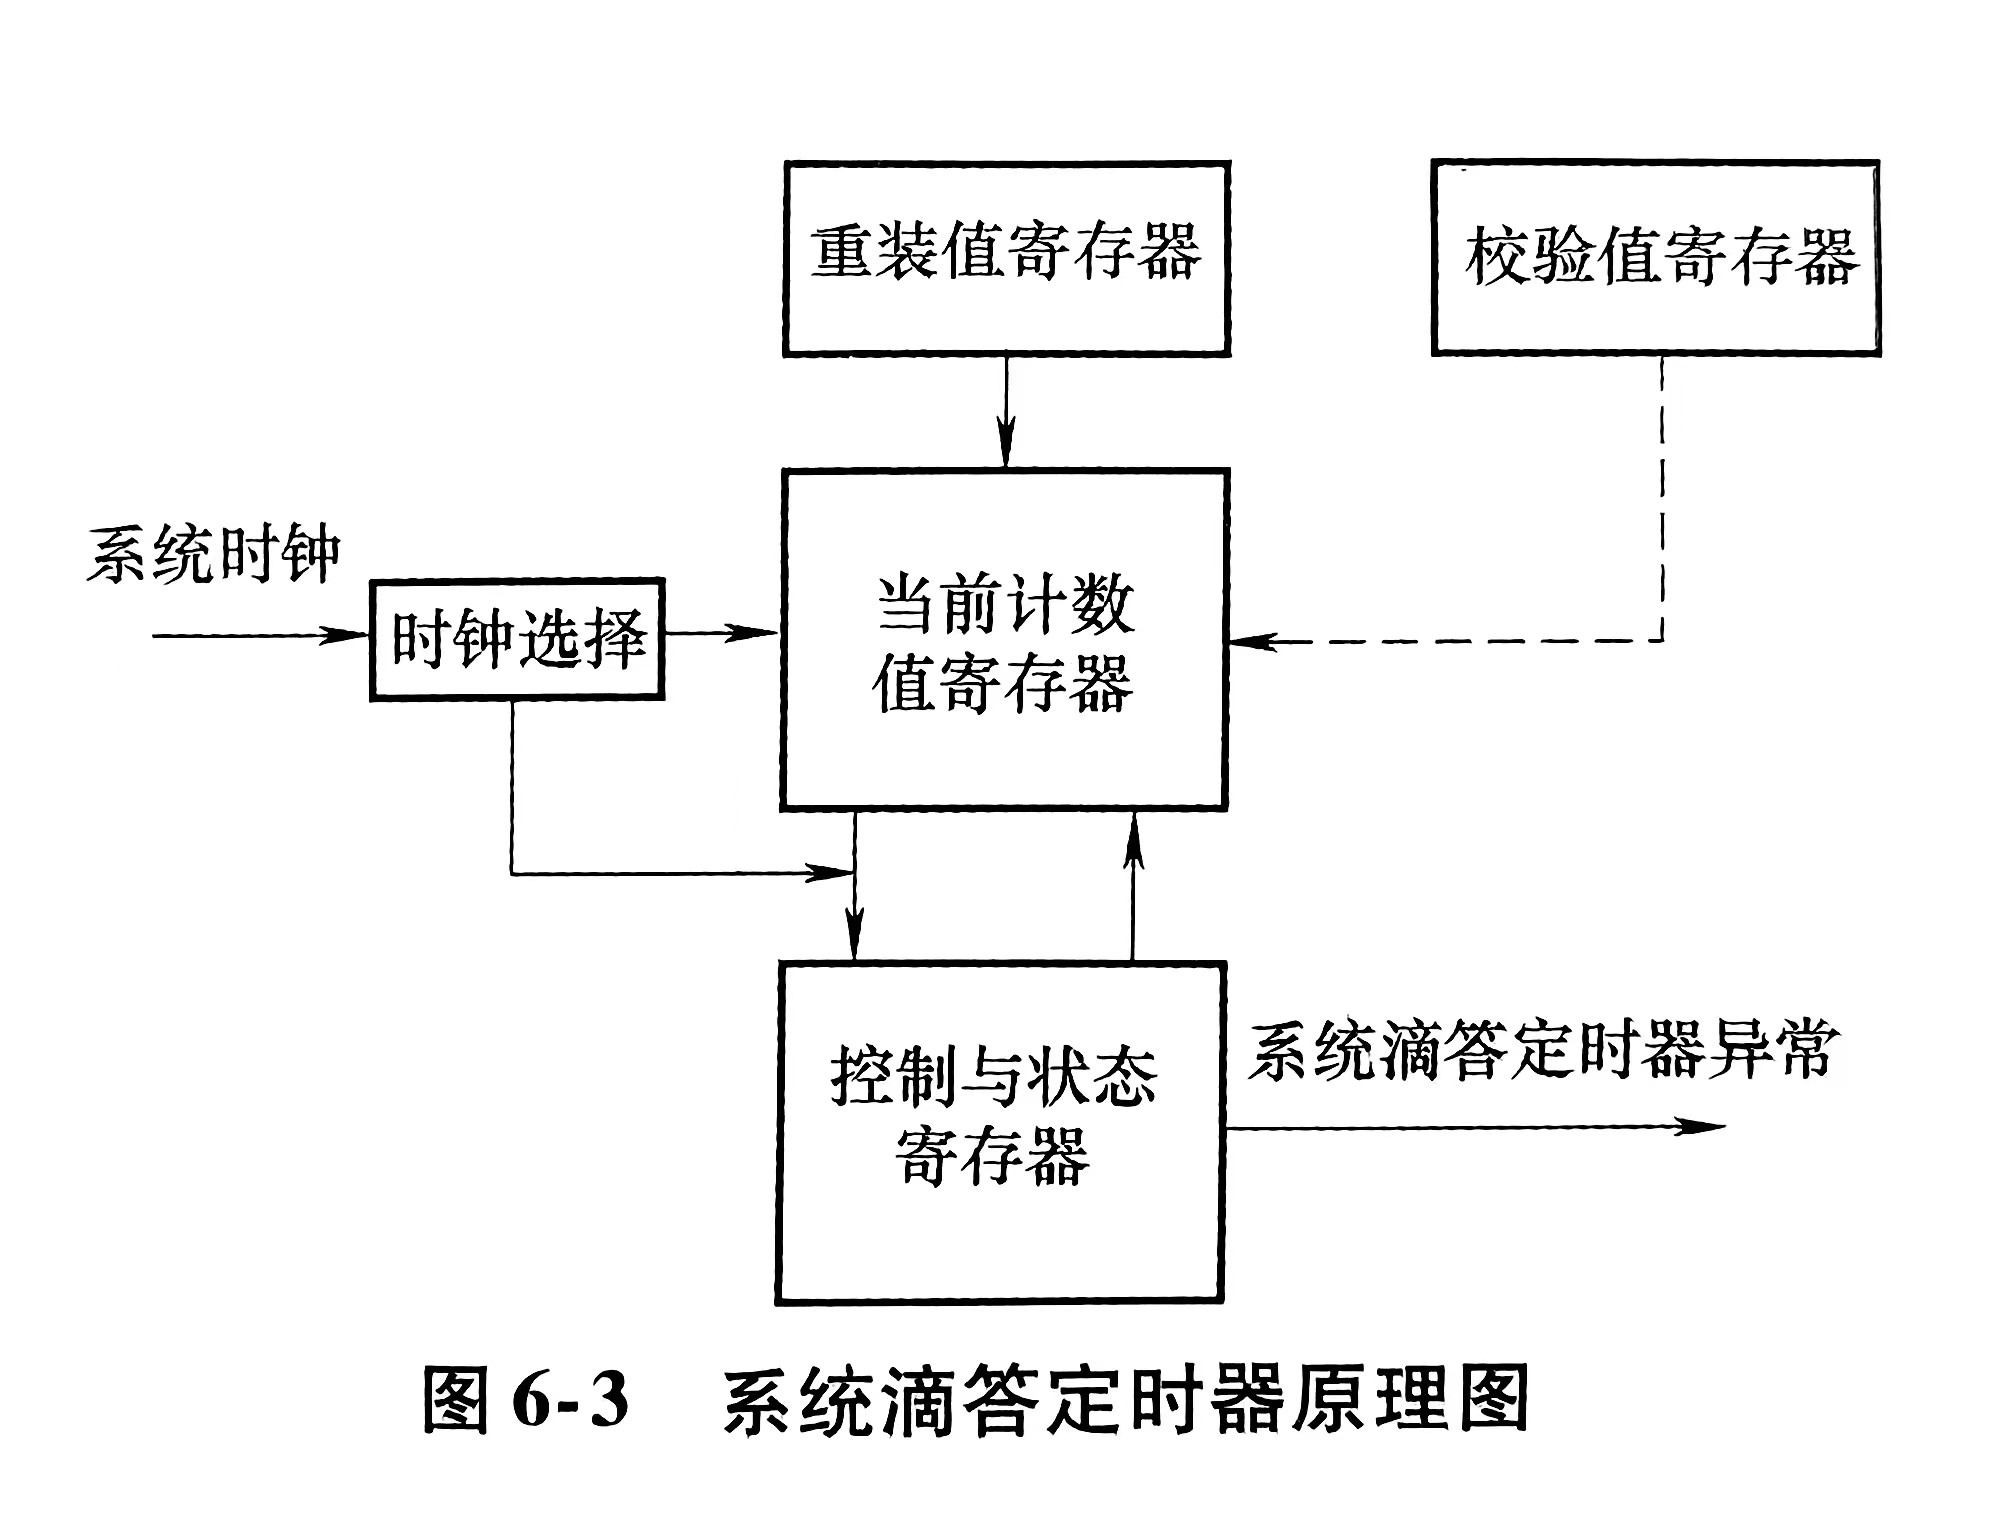 重装值寄存器
校验值寄存器
系统时钟
时钟选择
当前计数
值寄存器
控制与状态
寄存器
系统滴答定时器异常
图 6-3 系统滴答定时器原理图